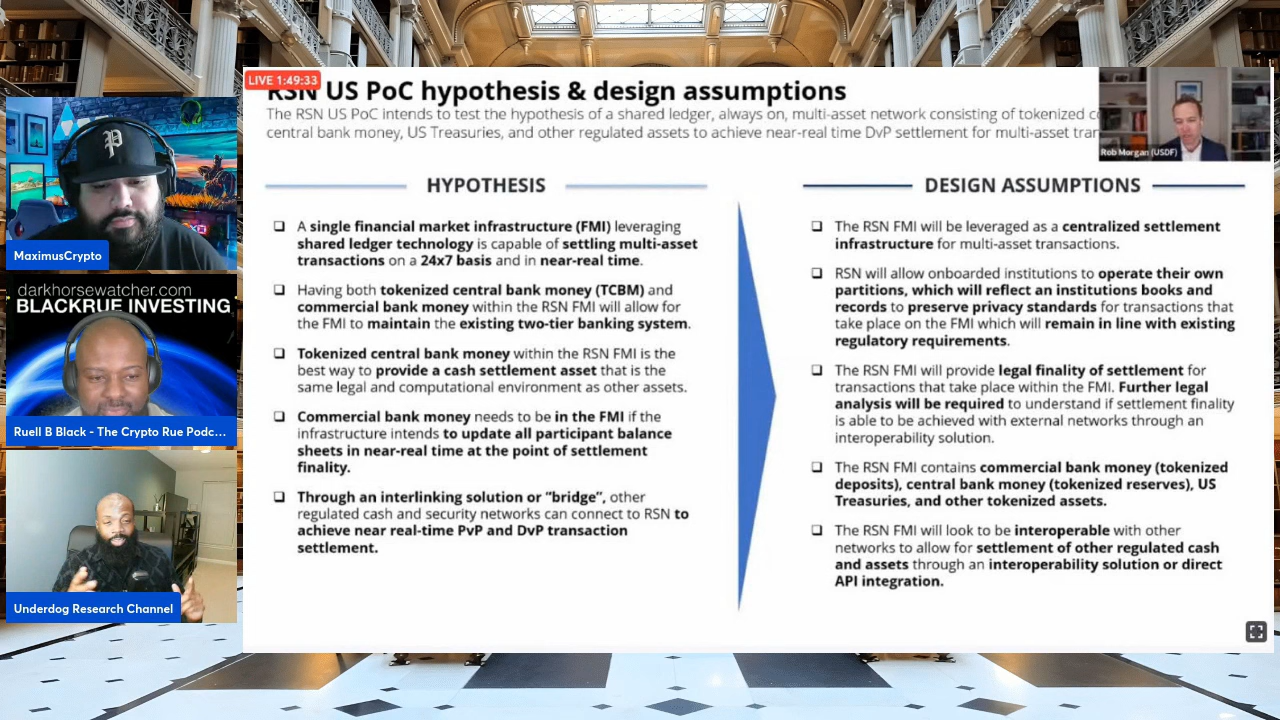 LIVE 1:49:33
RSN US PoC hypothesis & design assumptions
The RSN US PoC intends to test the hypothesis of a shared ledger, always on, multi-asset network consisting of tokenized
central bank money, US Treasuries, and other regulated assets to achieve near-real time DvP settlement for multi-asset
Rob Morgan (USDF)
HYPOTHESIS
❑ A single financial market infrastructure (FMI) leveraging
shared ledger technology is capable of settling multi-asset
transactions on a 24x7 basis and in near-real time.
❑ Having both tokenized central bank money (TCBM) and
commercial bank money within the RSN FMI will allow for
the FMI to maintain the existing two-tier banking system.
❑ Tokenized central bank money within the RSN FMI is the
best way to provide a cash settlement asset that is the
same legal and computational environment as other assets.
❑ Commercial bank money needs to be in the FMI if the
infrastructure intends to update all participant balance
sheets in near-real time at the point of settlement
finality.
❑ Through an interlinking solution or “bridge”, other
regulated cash and security networks can connect to RSN to
achieve near real-time PvP and DvP transaction
settlement.
DESIGN ASSUMPTIONS
❑ The RSN FMI will be leveraged as a centralized settlement
infrastructure for multi-asset transactions.
❑ RSN will allow onboarded institutions to operate their own
partitions, which will reflect an institutions books and
records to preserve privacy standards for transactions that
take place on the FMI which will remain in line with existing
regulatory requirements.
❑ The RSN FMI will provide legal finality of settlement for
transactions that take place within the FMI. Further legal
analysis will be required to understand if settlement finality
is able to be achieved with external networks through an
interoperability solution.
❑ The RSN FMI contains commercial bank money (tokenized
deposits), central bank money (tokenized reserves), US
Treasuries, and other tokenized assets.
❑ The RSN FMI will look to be interoperable with other
networks to allow for settlement of other regulated cash
and assets through an interoperability solution or direct
API integration.
P
MaximusCrypto
darkhorsewatcher.com
BLACKRUE INVESTING
Ruell B Black - The Crypto Rue Podc...
Underdog Research Channel